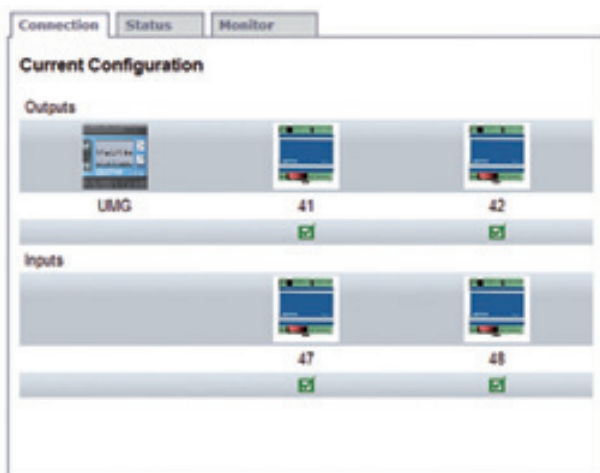 Connection Status Monitor
Current Configuration
Outputs
UMG 41 42
Inputs
47 48